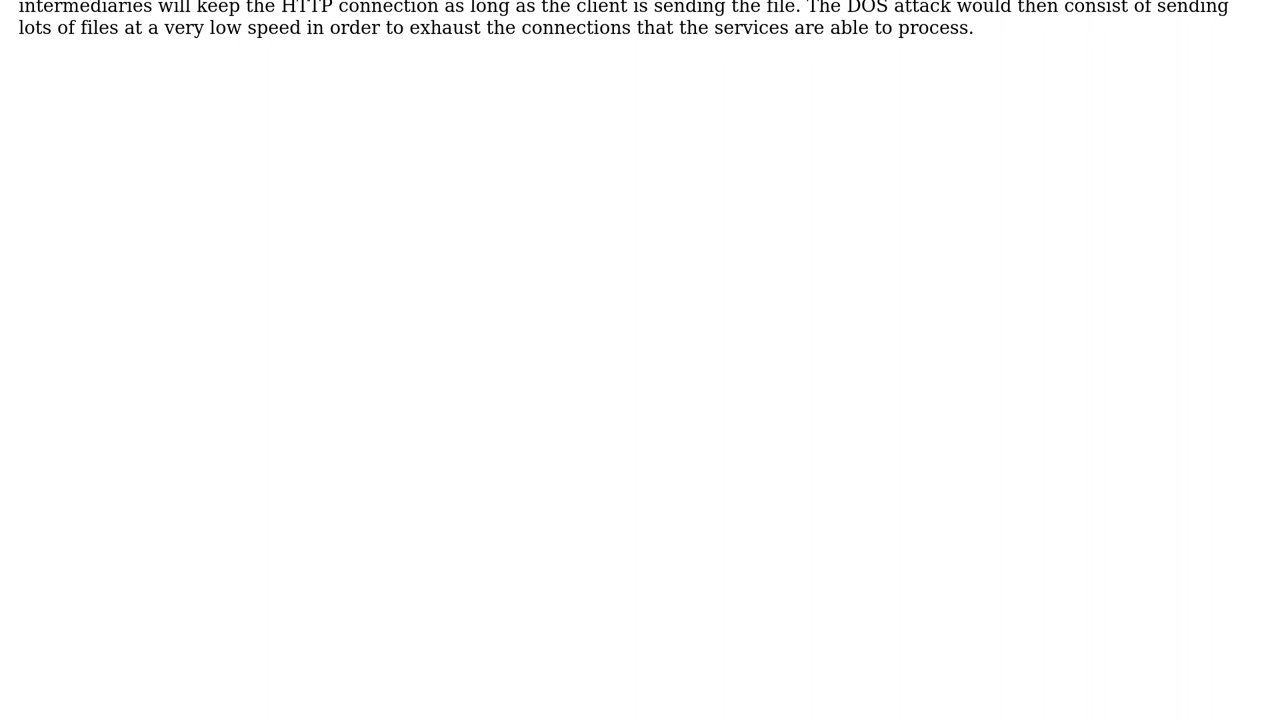 intermediaries will keep the HTTP connection as long as the client is sending the file. The DOS attack would then consist of sending
lots of files at a very low speed in order to exhaust the connections that the services are able to process.